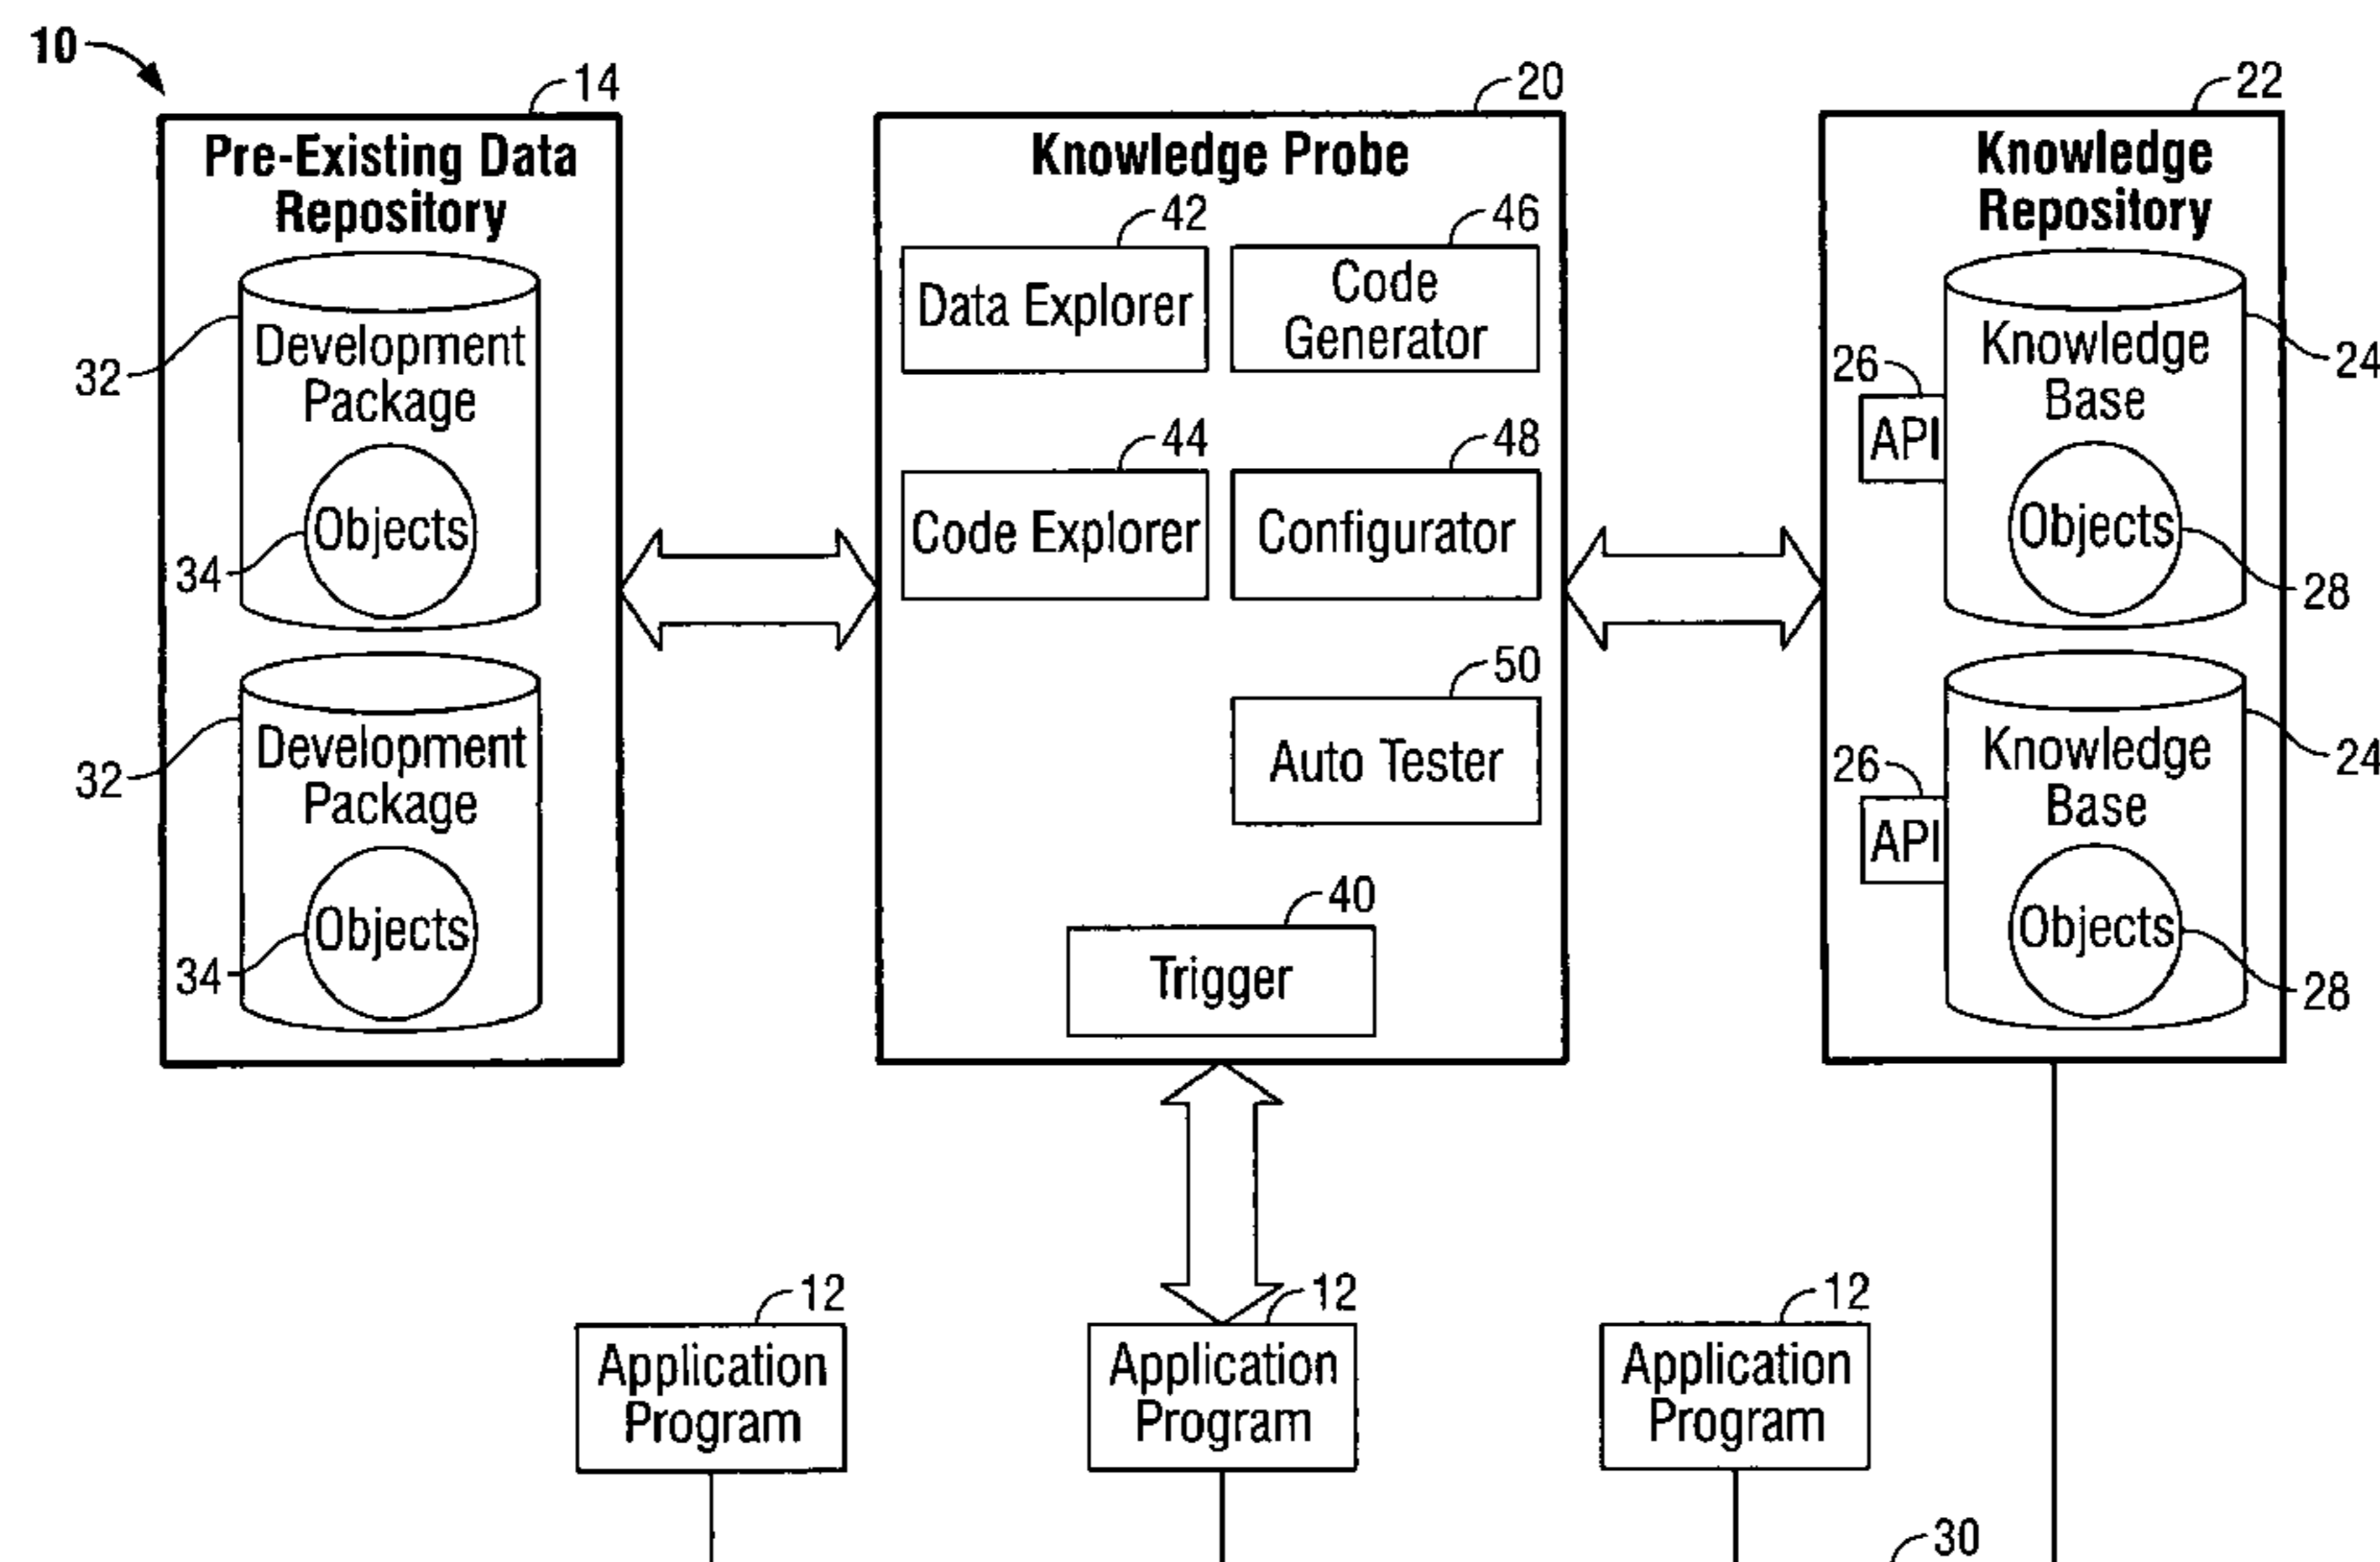 10
14
20
22
Pre-Existing Data
Repository
32
Development
Package
34
Objects
32
Development
Package
34
Objects
Knowledge Probe
42
Data Explorer
46
Code
Generator
44
Code Explorer
48
Configurator
50
Auto Tester
40
Trigger
Knowledge
Repository
24
Knowledge
Base
26
API
Objects
28
24
Knowledge
Base
26
API
Objects
28
12
Application
Program
12
Application
Program
12
Application
Program
30